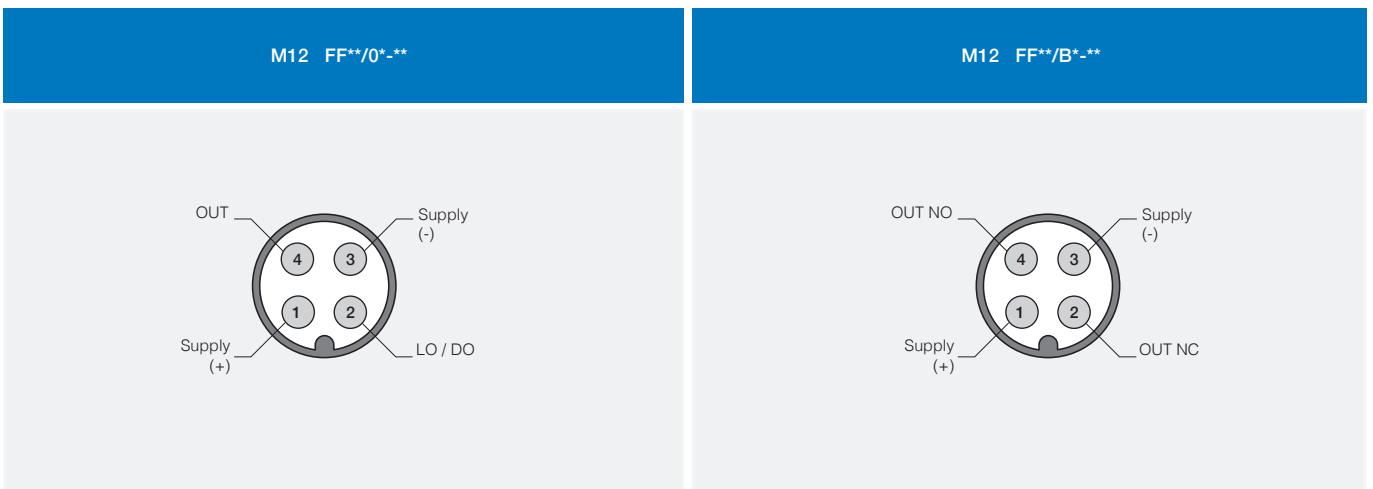 M12 FF**/0*-**
M12 FF**/B*-**
OUT
Supply
(-)
4
3
1
2
Supply
(+)
LO / DO
OUT NO
Supply
(-)
4
3
1
2
Supply
(+)
OUT NC